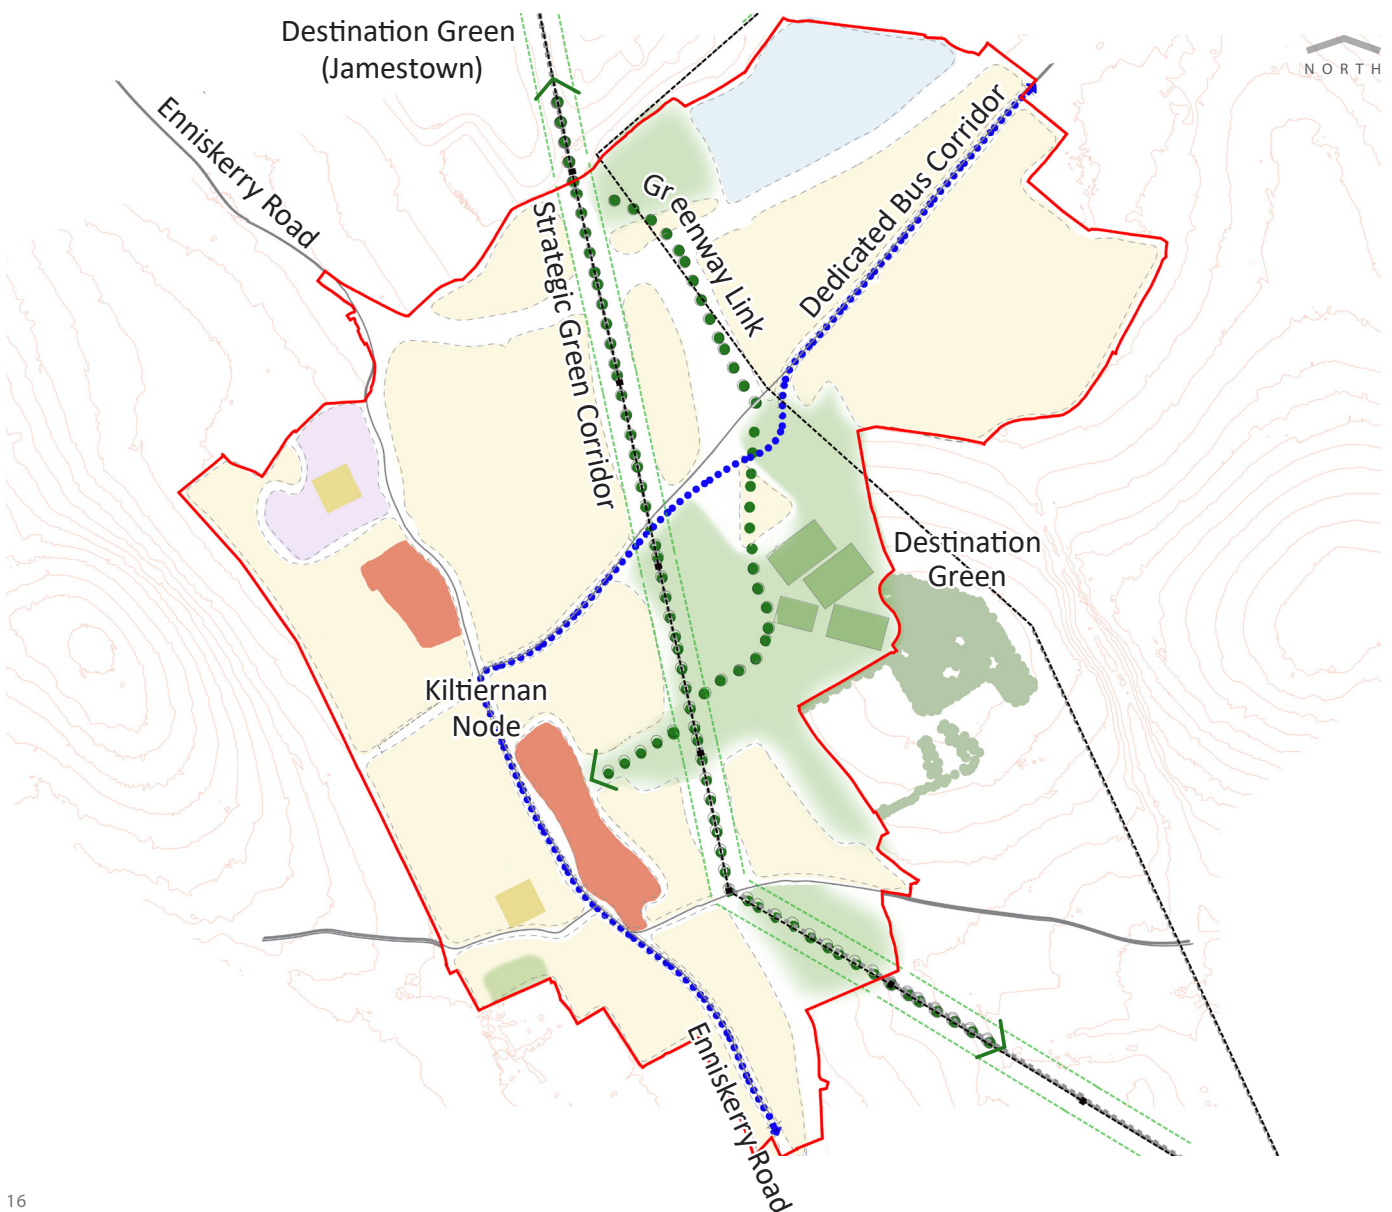 Destination Green
(Jamestown)
NORTH
Enniskerry Road
Strategic Green Corridor
Greenway Link
Dedicated Bus Corridor
Destination
Green
Kiltiernan
Node
Enniskerry Road
16